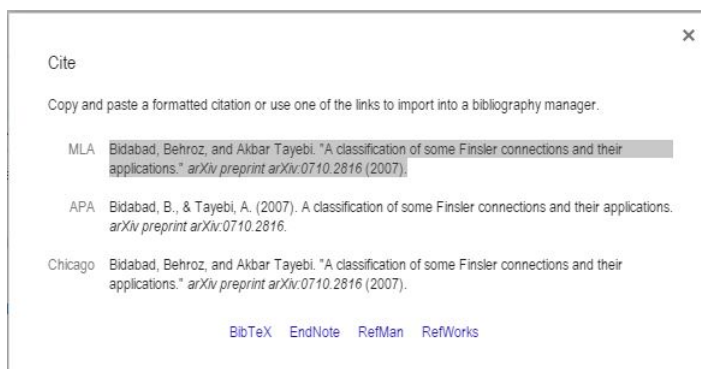 ×
Cite
Copy and paste a formatted citation or use one of the links to import into a bibliography manager.
MLA Bidabad, Behroz, and Akbar Tayebi. "A classification of some Finsler connections and their
applications." arXiv preprint arXiv:0710.2816 (2007).
APA Bidabad, B., & Tayebi, A. (2007). A classification of some Finsler connections and their applications.
arXiv preprint arXiv:0710.2816.
Chicago Bidabad, Behroz, and Akbar Tayebi. "A classification of some Finsler connections and their
applications." arXiv preprint arXiv:0710.2816 (2007).
BibTeX EndNote RefMan RefWorks